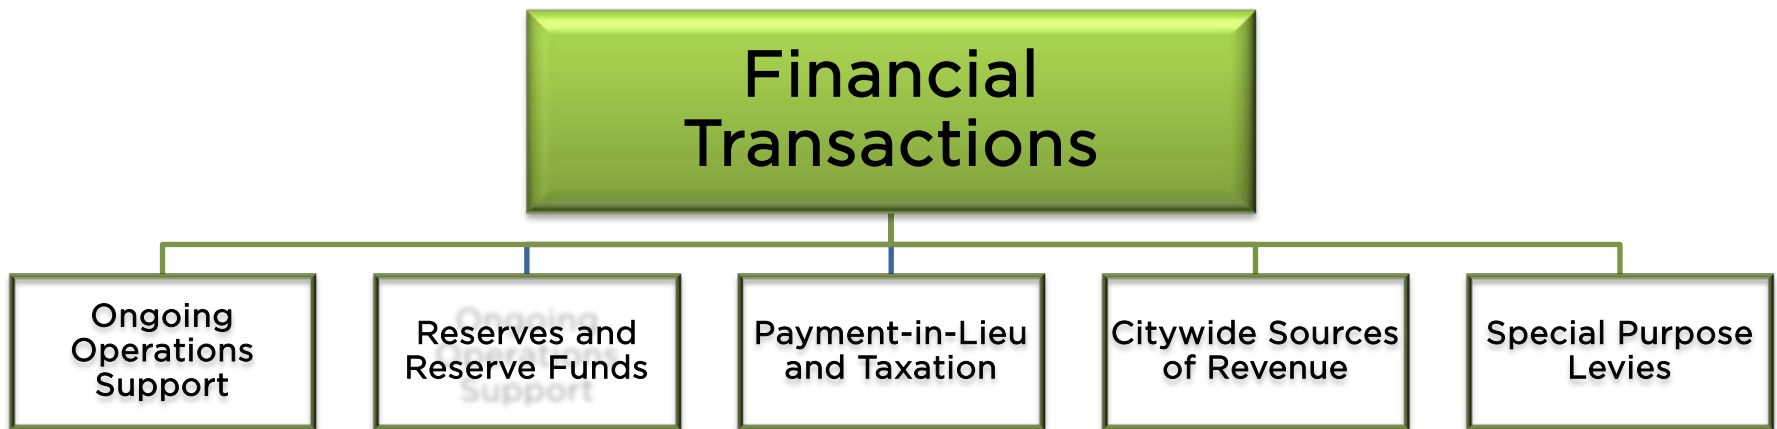 Financial
Transactions
Ongoing
Operations
Support
Reserves and
Reserve Funds
Payment-in-Lieu
and Taxation
Citywide Sources
of Revenue
Special Purpose
Levies